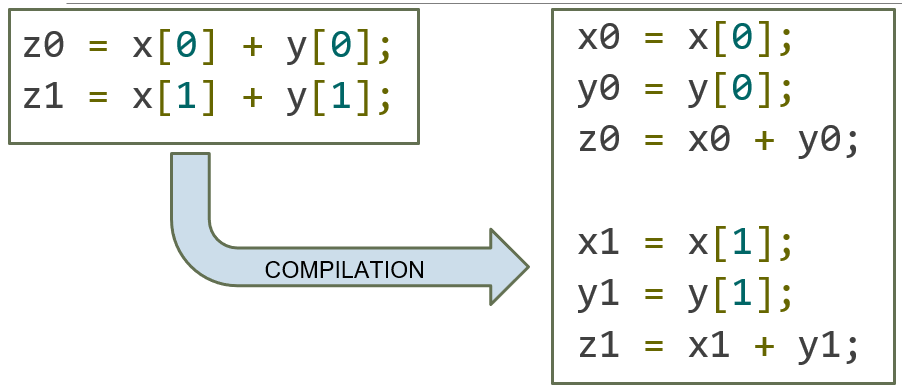 z0 = x[0] + y[0];
z1 = x[1] + y[1];
COMPILATION
x0 = x[0];
y0 = y[0];
z0 = x0 + y0;
x1 = x[1];
y1 = y[1];
z1 = x1 + y1;